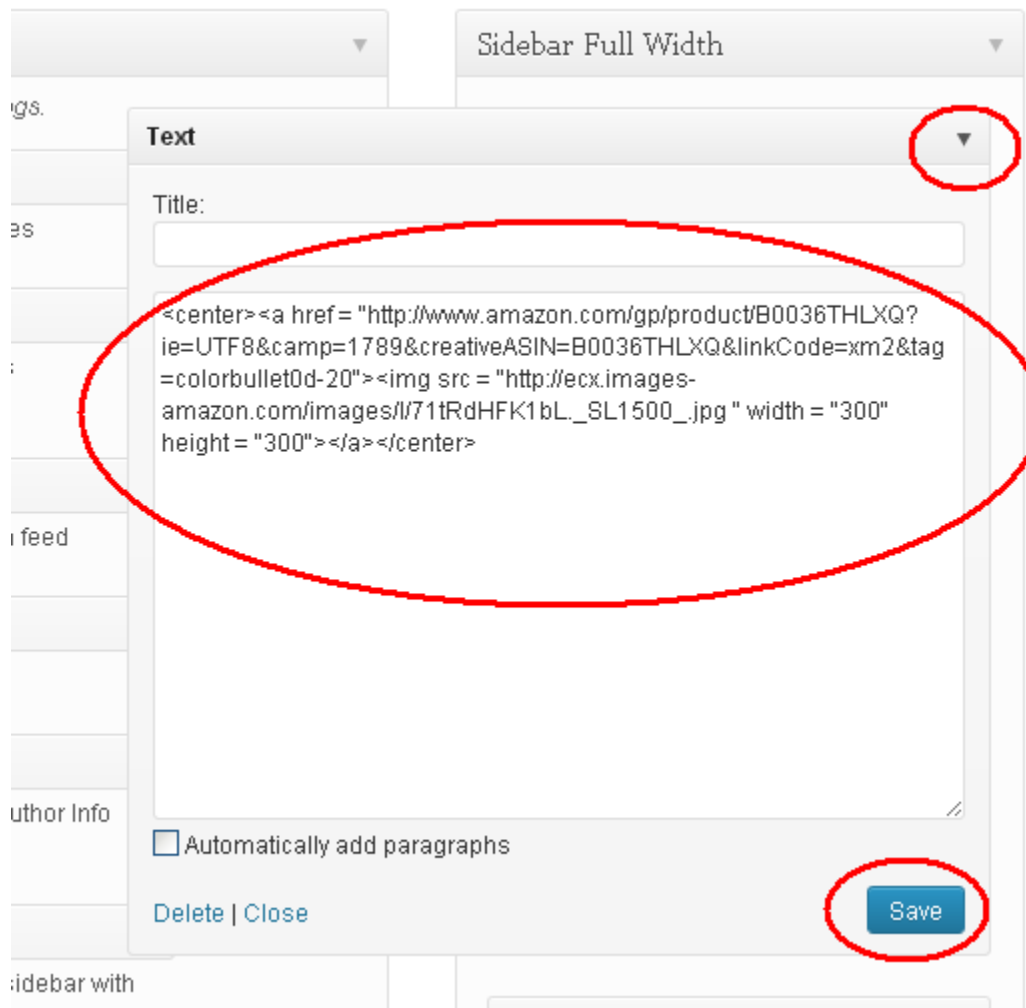 Sidebar Full Width
ogs.
Text
Title:
es
<center><a href = "http://www.amazon.com/gp/product/B0036THLXQ?
ie=UTF8&camp=1789&creativeASIN=B0036THLXQ&linkCode=xm2&tag
=colorbullet0d-20"><img src = "http://ecx.images-
amazon.com/images/I/71tRdHFK1bL._SL1500_.jpg " width = "300"
height = "300"></a></center>
feed
uthor Info
Automatically add paragraphs
Delete | Close
Save
sidebar with